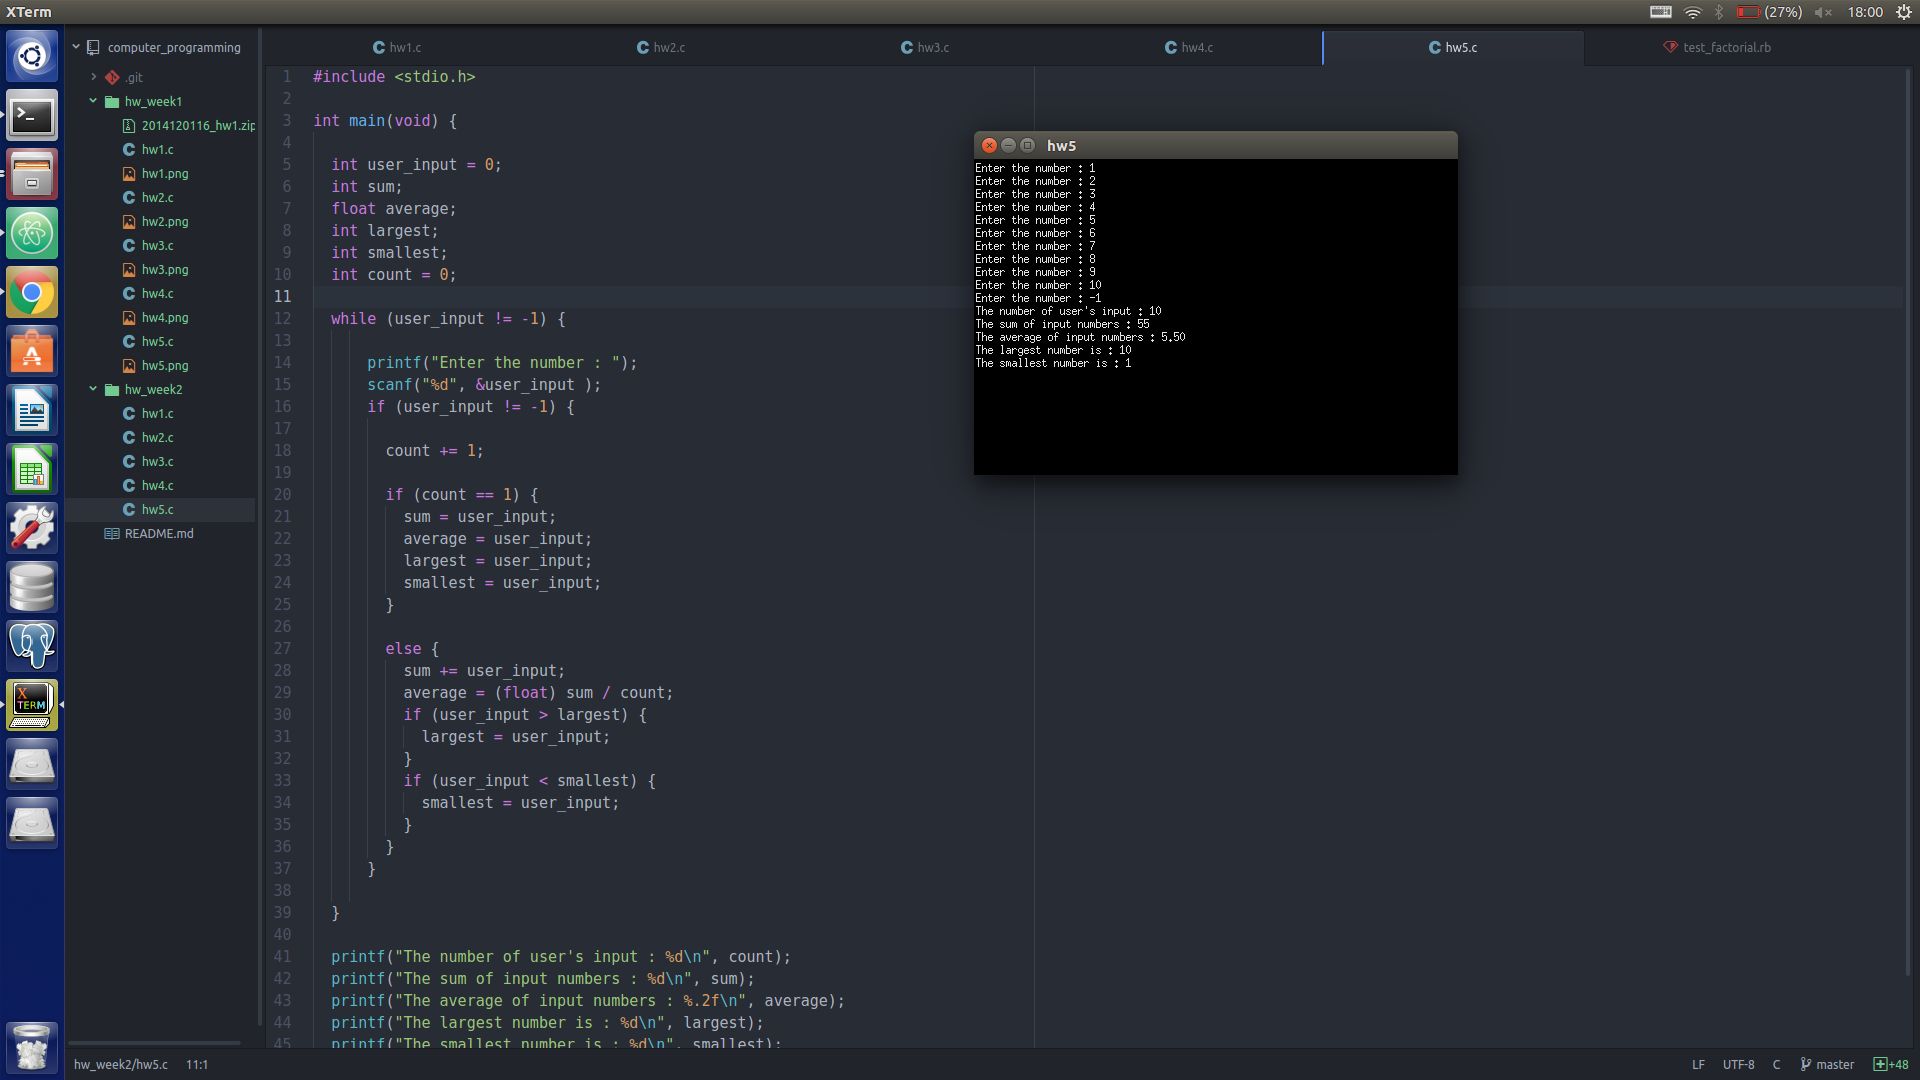 XTerm
(27%)
18:00
computer_programming
.git
hw_week1
2014120116_hw1.zip
hw1.c
hw1.png
hw2.c
hw2.png
hw3.c
hw3.png
hw4.c
hw4.png
hw5.c
hw5.png
hw_week2
hw1.c
hw2.c
hw3.c
hw4.c
hw5.c
README.md
hw1.c
hw2.c
hw3.c
hw4.c
hw5.c
test_factorial.rb
1 #include <stdio.h>
2
3 int main(void) {
4
5 int user_input = 0;
6 int sum;
7 float average;
8 int largest;
9 int smallest;
10 int count = 0;
11
12 while (user_input != -1) {
13
14 printf("Enter the number : ");
15 scanf("%d", &user_input );
16 if (user_input != -1) {
17
18 count += 1;
19
20 if (count == 1) {
21 sum = user_input;
22 average = user_input;
23 largest = user_input;
24 smallest = user_input;
25 }
26
27 else {
28 sum += user_input;
29 average = (float) sum / count;
30 if (user_input > largest) {
31 largest = user_input;
32 }
33 if (user_input < smallest) {
34 smallest = user_input;
35 }
36 }
37 }
38
39 }
40
41 printf("The number of user's input : %d\n", count);
42 printf("The sum of input numbers : %d\n", sum);
43 printf("The average of input numbers : %.2f\n", average);
44 printf("The largest number is : %d\n", largest);
45 printf("The smallest number is : %d\n", smallest);
hw5
Enter the number : 1
Enter the number : 2
Enter the number : 3
Enter the number : 4
Enter the number : 5
Enter the number : 6
Enter the number : 7
Enter the number : 8
Enter the number : 9
Enter the number : 10
Enter the number : -1
The number of user's input : 10
The sum of input numbers : 55
The average of input numbers : 5.50
The largest number is : 10
The smallest number is : 1
X
TERM
hw_week2/hw5.c 11:1
LF UTF-8 C master +48